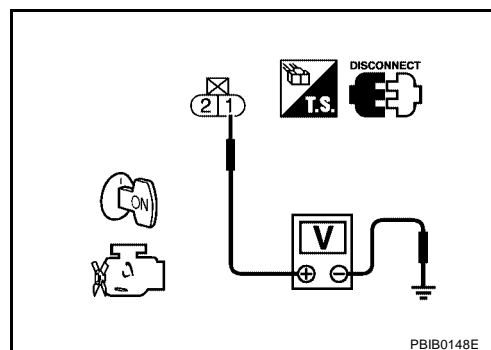 DISCONNECT
T.S.
2 1
ON
V
+ −
PBIB0148E